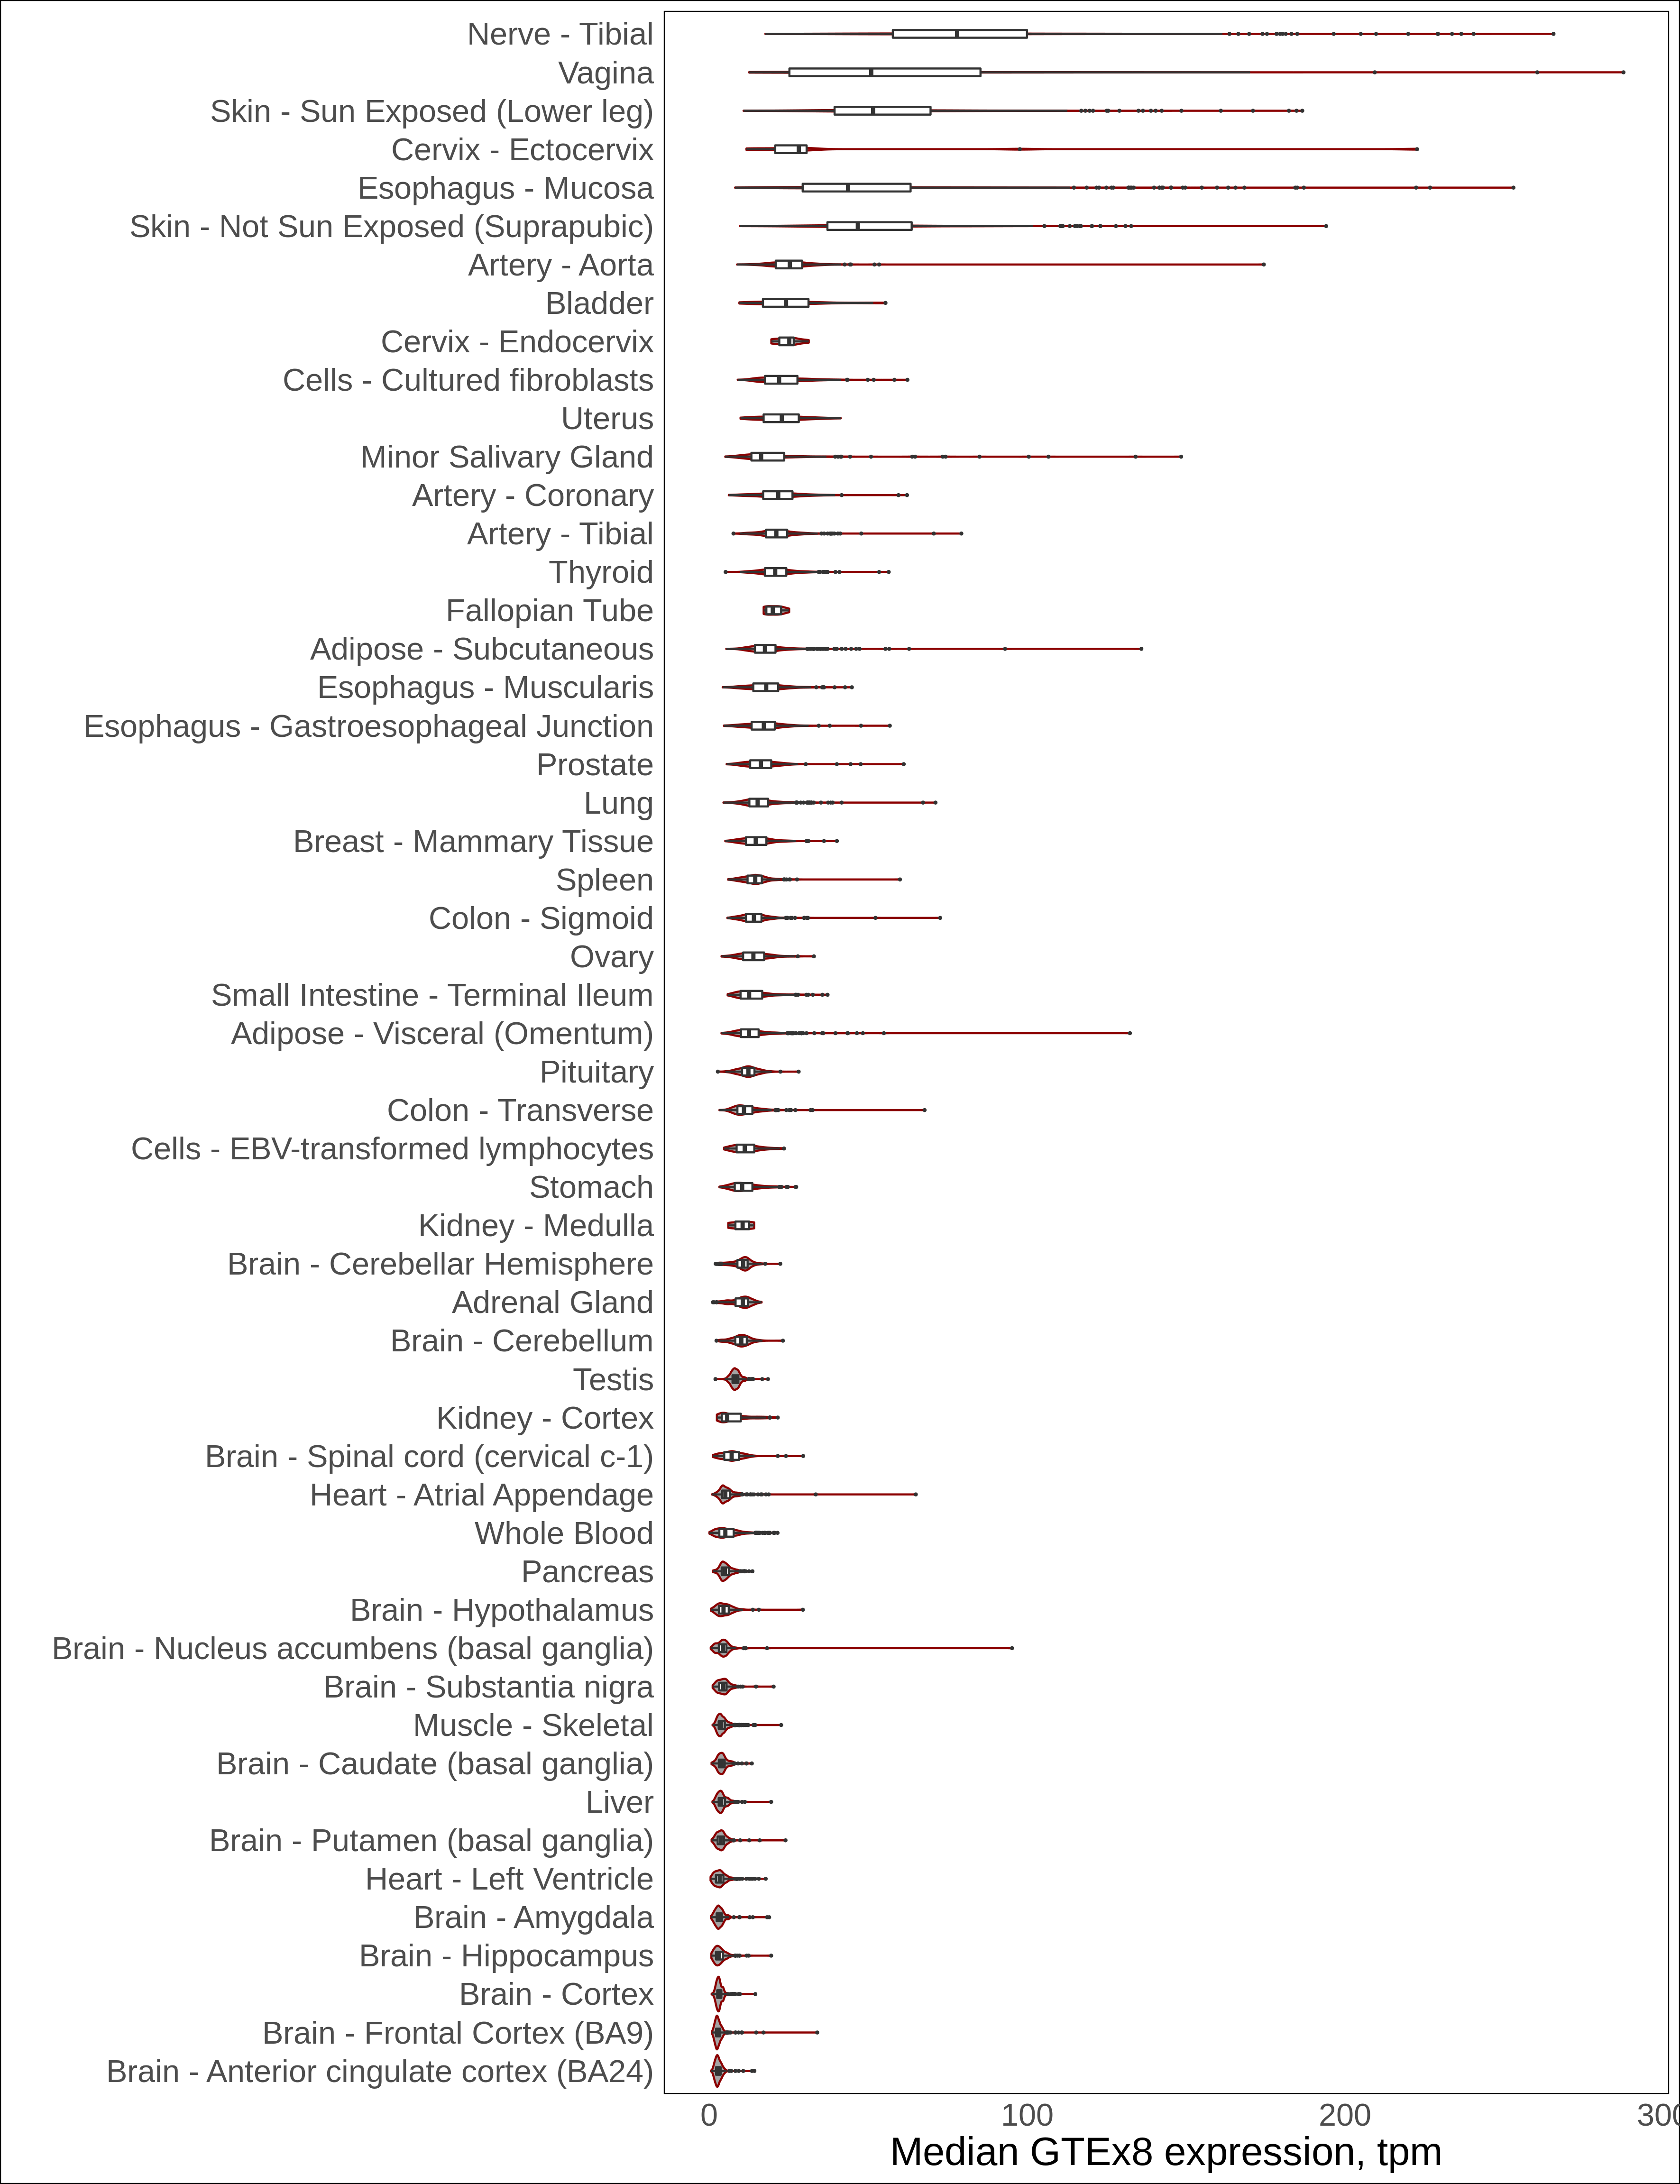 Nerve - Tibial
Vagina
Skin - Sun Exposed (Lower leg)
Cervix - Ectocervix
Esophagus - Mucosa
Skin - Not Sun Exposed (Suprapubic)
Artery - Aorta
Bladder
Cervix - Endocervix
Cells - Cultured fibroblasts
Uterus
Minor Salivary Gland
Artery - Coronary
Artery - Tibial
Thyroid
Fallopian Tube
Adipose - Subcutaneous
Esophagus - Muscularis
Esophagus - Gastroesophageal Junction
Prostate
Lung
Breast - Mammary Tissue
Spleen
Colon - Sigmoid
Ovary
Small Intestine - Terminal Ileum
Adipose - Visceral (Omentum)
Pituitary
Colon - Transverse
Cells - EBV-transformed lymphocytes
Stomach
Kidney - Medulla
Brain - Cerebellar Hemisphere
Adrenal Gland
Brain - Cerebellum
Testis
Kidney - Cortex
Brain - Spinal cord (cervical c-1)
Heart - Atrial Appendage
Whole Blood
Pancreas
Brain - Hypothalamus
Brain - Nucleus accumbens (basal ganglia)
Brain - Substantia nigra
Muscle - Skeletal
Brain - Caudate (basal ganglia)
Liver
Brain - Putamen (basal ganglia)
Heart - Left Ventricle
Brain - Amygdala
Brain - Hippocampus
Brain - Cortex
Brain - Frontal Cortex (BA9)
Brain - Anterior cingulate cortex (BA24)
0 100 200 300
Median GTEx8 expression, tpm